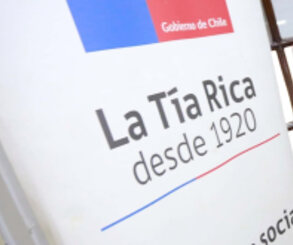 Gobierno de Chile
La Tía Rica
desde 1920